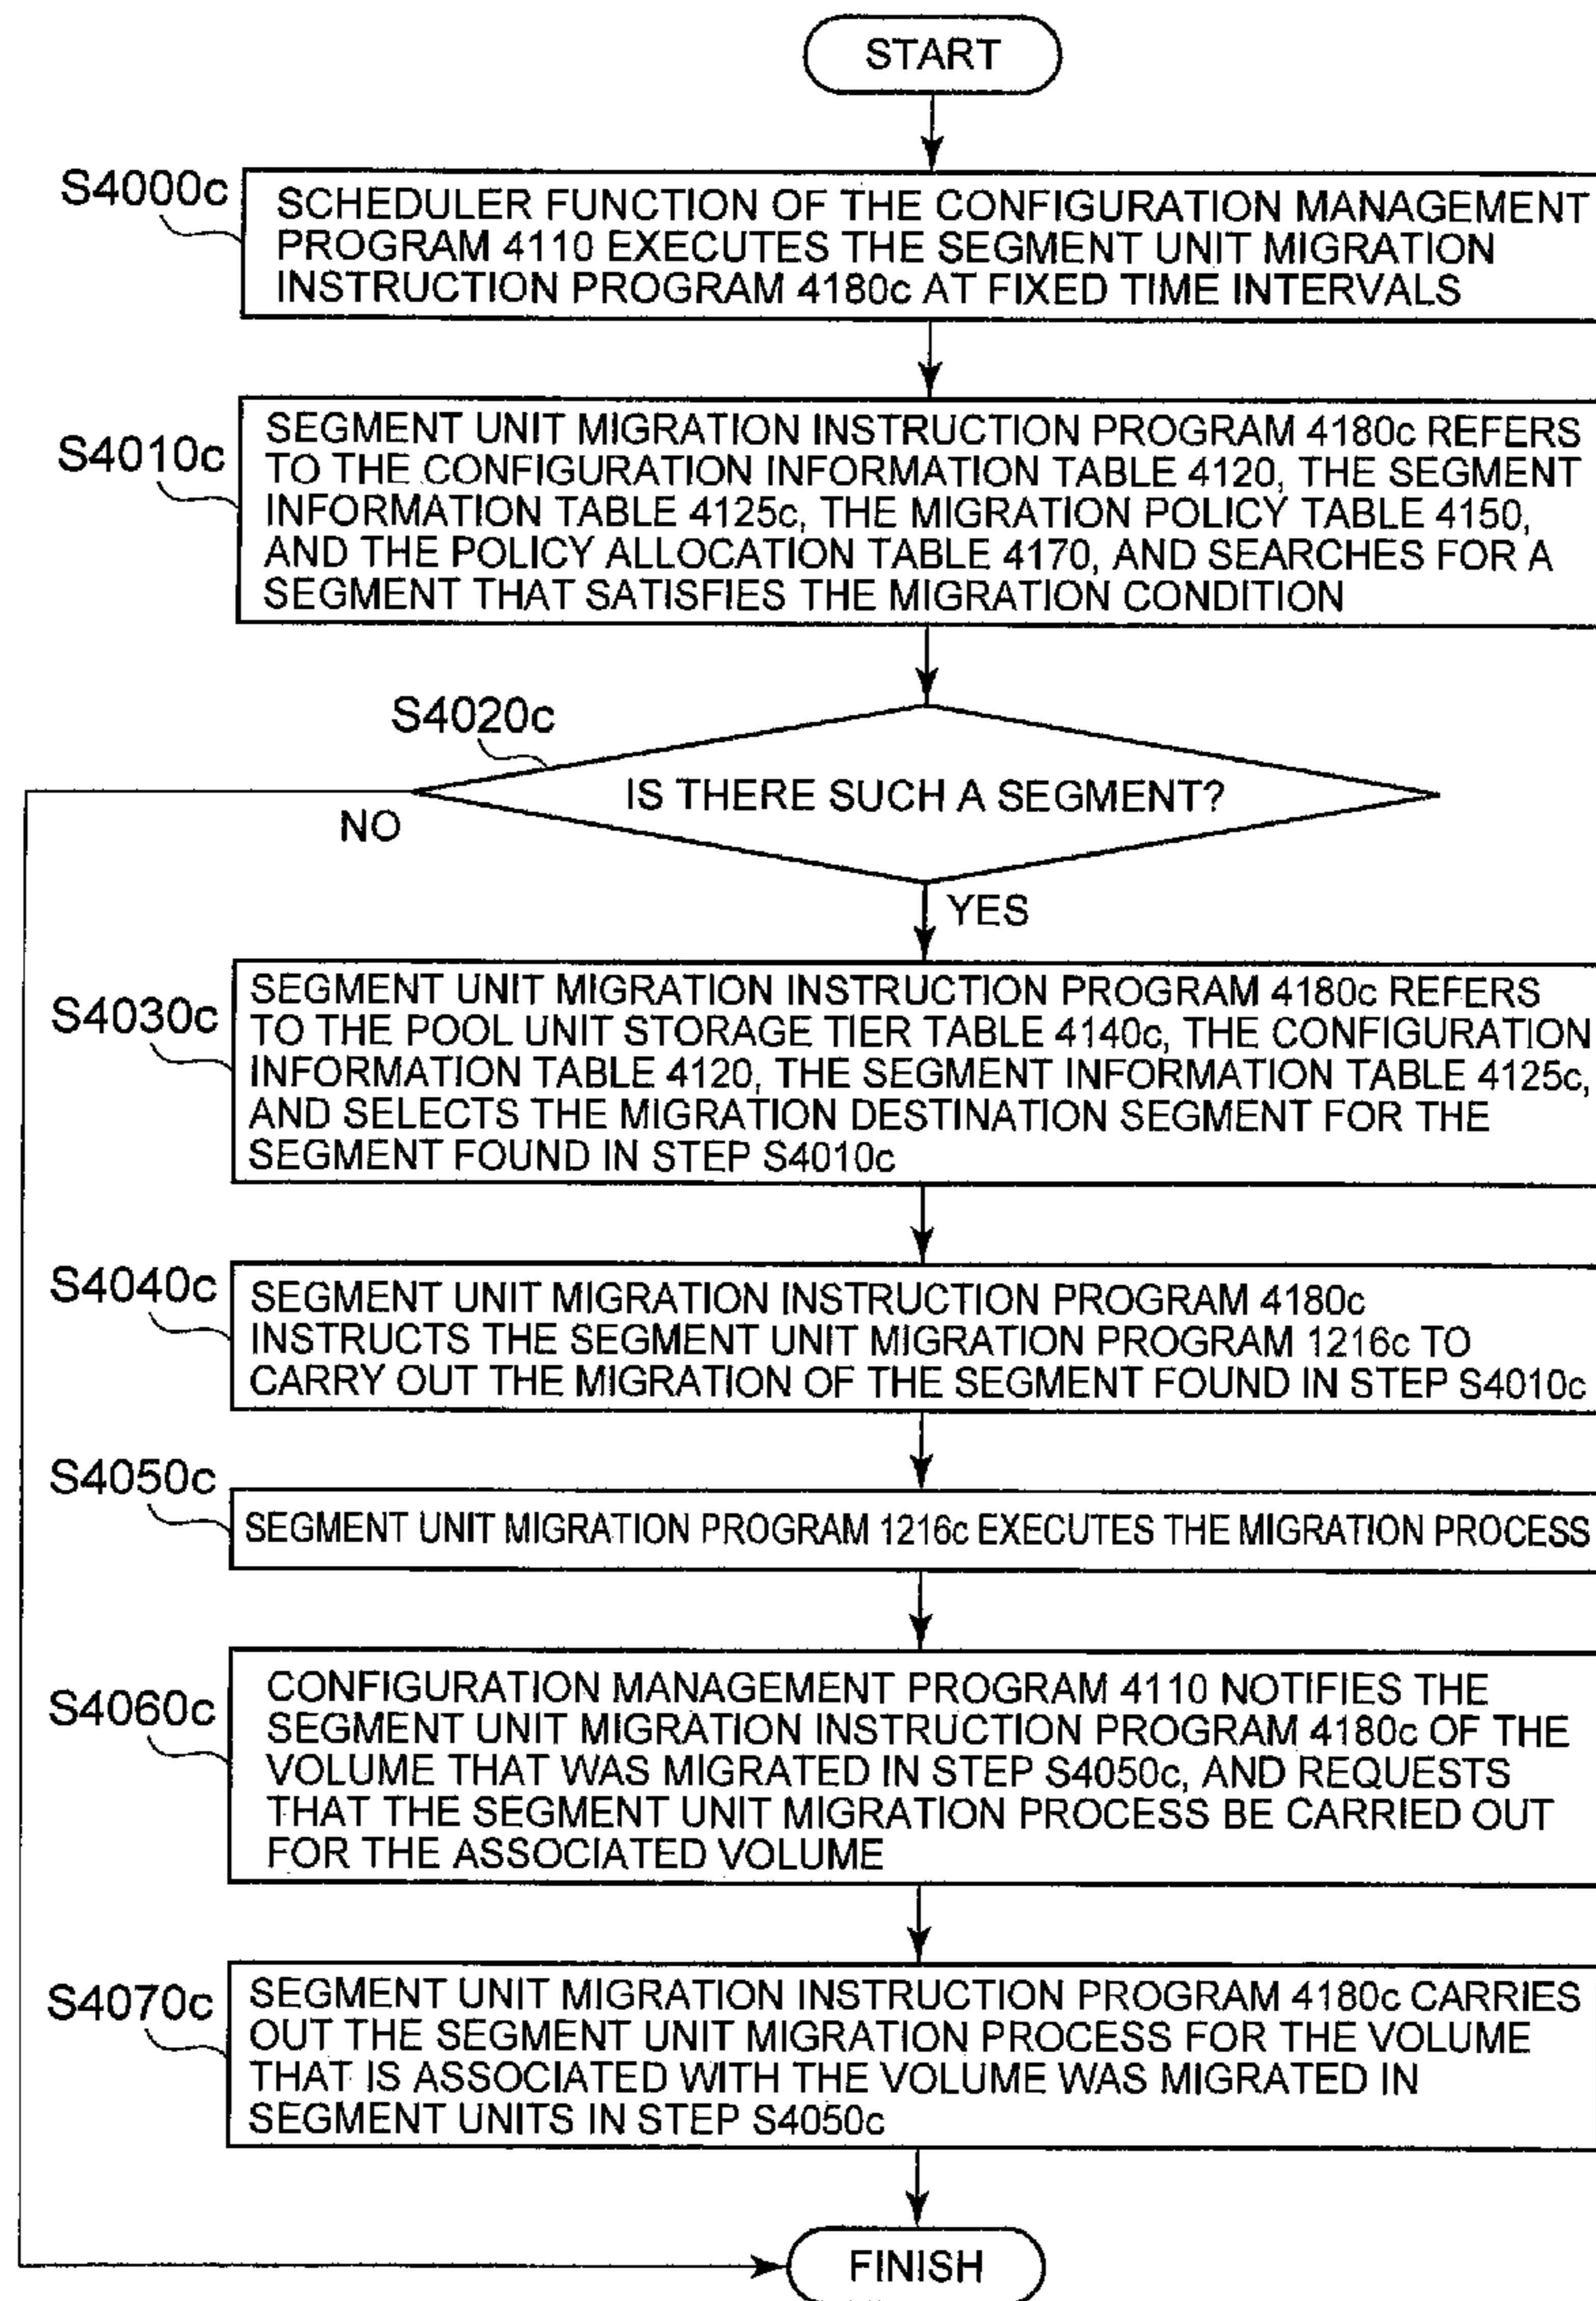 START
S4000c
SCHEDULER FUNCTION OF THE CONFIGURATION MANAGEMENT
PROGRAM 4110 EXECUTES THE SEGMENT UNIT MIGRATION
INSTRUCTION PROGRAM 4180c AT FIXED TIME INTERVALS
S4010c
SEGMENT UNIT MIGRATION INSTRUCTION PROGRAM 4180c REFERS
TO THE CONFIGURATION INFORMATION TABLE 4120, THE SEGMENT
INFORMATION TABLE 4125c, THE MIGRATION POLICY TABLE 4150,
AND THE POLICY ALLOCATION TABLE 4170, AND SEARCHES FOR A
SEGMENT THAT SATISFIES THE MIGRATION CONDITION
S4020c
IS THERE SUCH A SEGMENT?
NO
YES
S4030c
SEGMENT UNIT MIGRATION INSTRUCTION PROGRAM 4180c REFERS
TO THE POOL UNIT STORAGE TIER TABLE 4140c, THE CONFIGURATION
INFORMATION TABLE 4120, THE SEGMENT INFORMATION TABLE 4125c,
AND SELECTS THE MIGRATION DESTINATION SEGMENT FOR THE
SEGMENT FOUND IN STEP S4010c
S4040c
SEGMENT UNIT MIGRATION INSTRUCTION PROGRAM 4180c
INSTRUCTS THE SEGMENT UNIT MIGRATION PROGRAM 1216c TO
CARRY OUT THE MIGRATION OF THE SEGMENT FOUND IN STEP S4010c
S4050c
SEGMENT UNIT MIGRATION PROGRAM 1216c EXECUTES THE MIGRATION PROCESS
S4060c
CONFIGURATION MANAGEMENT PROGRAM 4110 NOTIFIES THE
SEGMENT UNIT MIGRATION INSTRUCTION PROGRAM 4180c OF THE
VOLUME THAT WAS MIGRATED IN STEP S4050c, AND REQUESTS
THAT THE SEGMENT UNIT MIGRATION PROCESS BE CARRIED OUT
FOR THE ASSOCIATED VOLUME
S4070c
SEGMENT UNIT MIGRATION INSTRUCTION PROGRAM 4180c CARRIES
OUT THE SEGMENT UNIT MIGRATION PROCESS FOR THE VOLUME
THAT IS ASSOCIATED WITH THE VOLUME WAS MIGRATED IN
SEGMENT UNITS IN STEP S4050c
FINISH